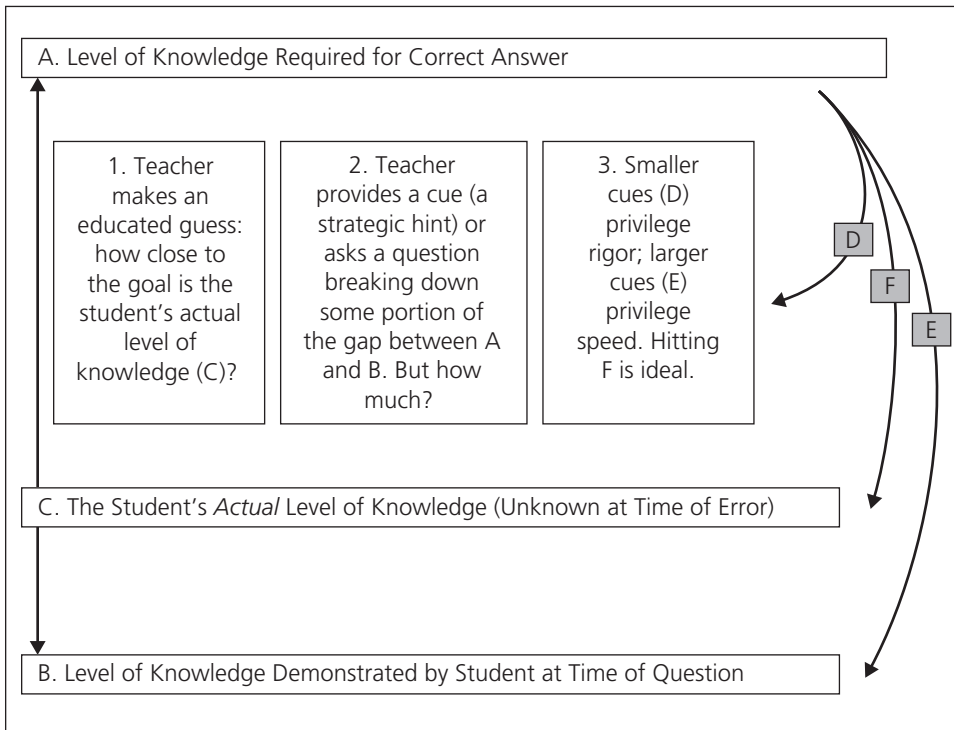 A. Level of Knowledge Required for Correct Answer
1. Teacher
makes an
educated guess:
how close to
the goal is the
student's actual
level of
knowledge (C)?
2. Teacher
provides a cue (a
strategic hint) or
asks a question
breaking down
some portion of
the gap between A
and B. But how
much?
3. Smaller
cues (D)
privilege
rigor; larger
cues (E)
privilege
speed. Hitting
F is ideal.
D
F
E
C. The Student's Actual Level of Knowledge (Unknown at Time of Error)
B. Level of Knowledge Demonstrated by Student at Time of Question